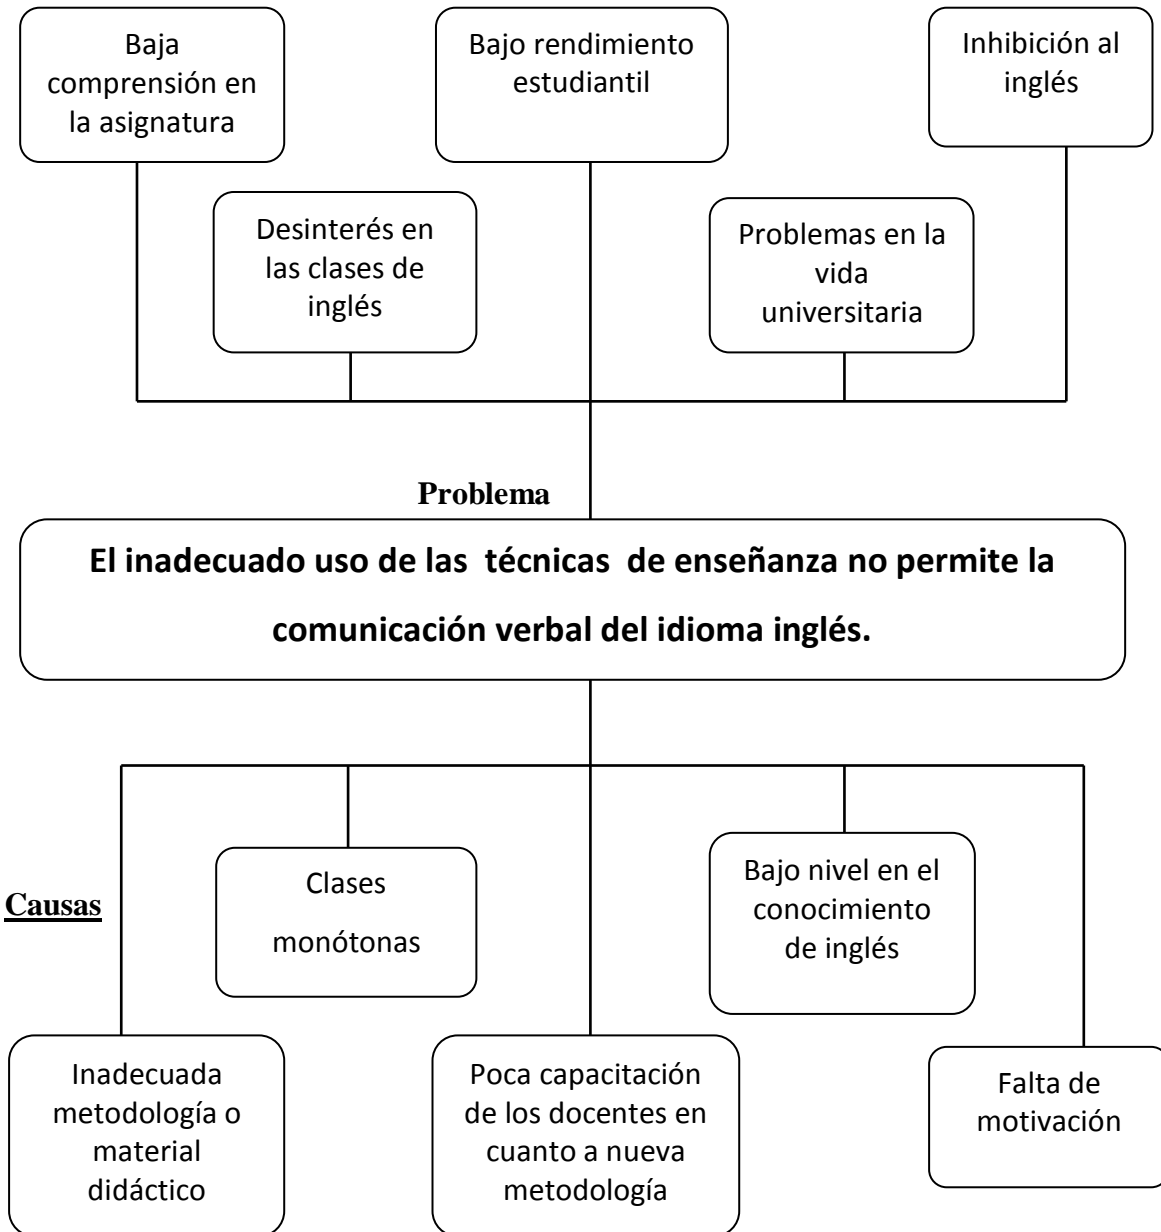 Baja
comprensión en
la asignatura
Bajo rendimiento
estudiantil
Inhibición al
inglés
Desinterés en
las clases de
inglés
Problemas en la
vida
universitaria
Problema
El inadecuado uso de las  técnicas  de enseñanza no permite la
comunicación verbal del idioma inglés.
Causas
Clases
monótonas
Bajo nivel en el
conocimiento
de inglés
Inadecuada
metodología o
material
didáctico
Poca capacitación
de los docentes en
cuanto a nueva
metodología
Falta de
motivación